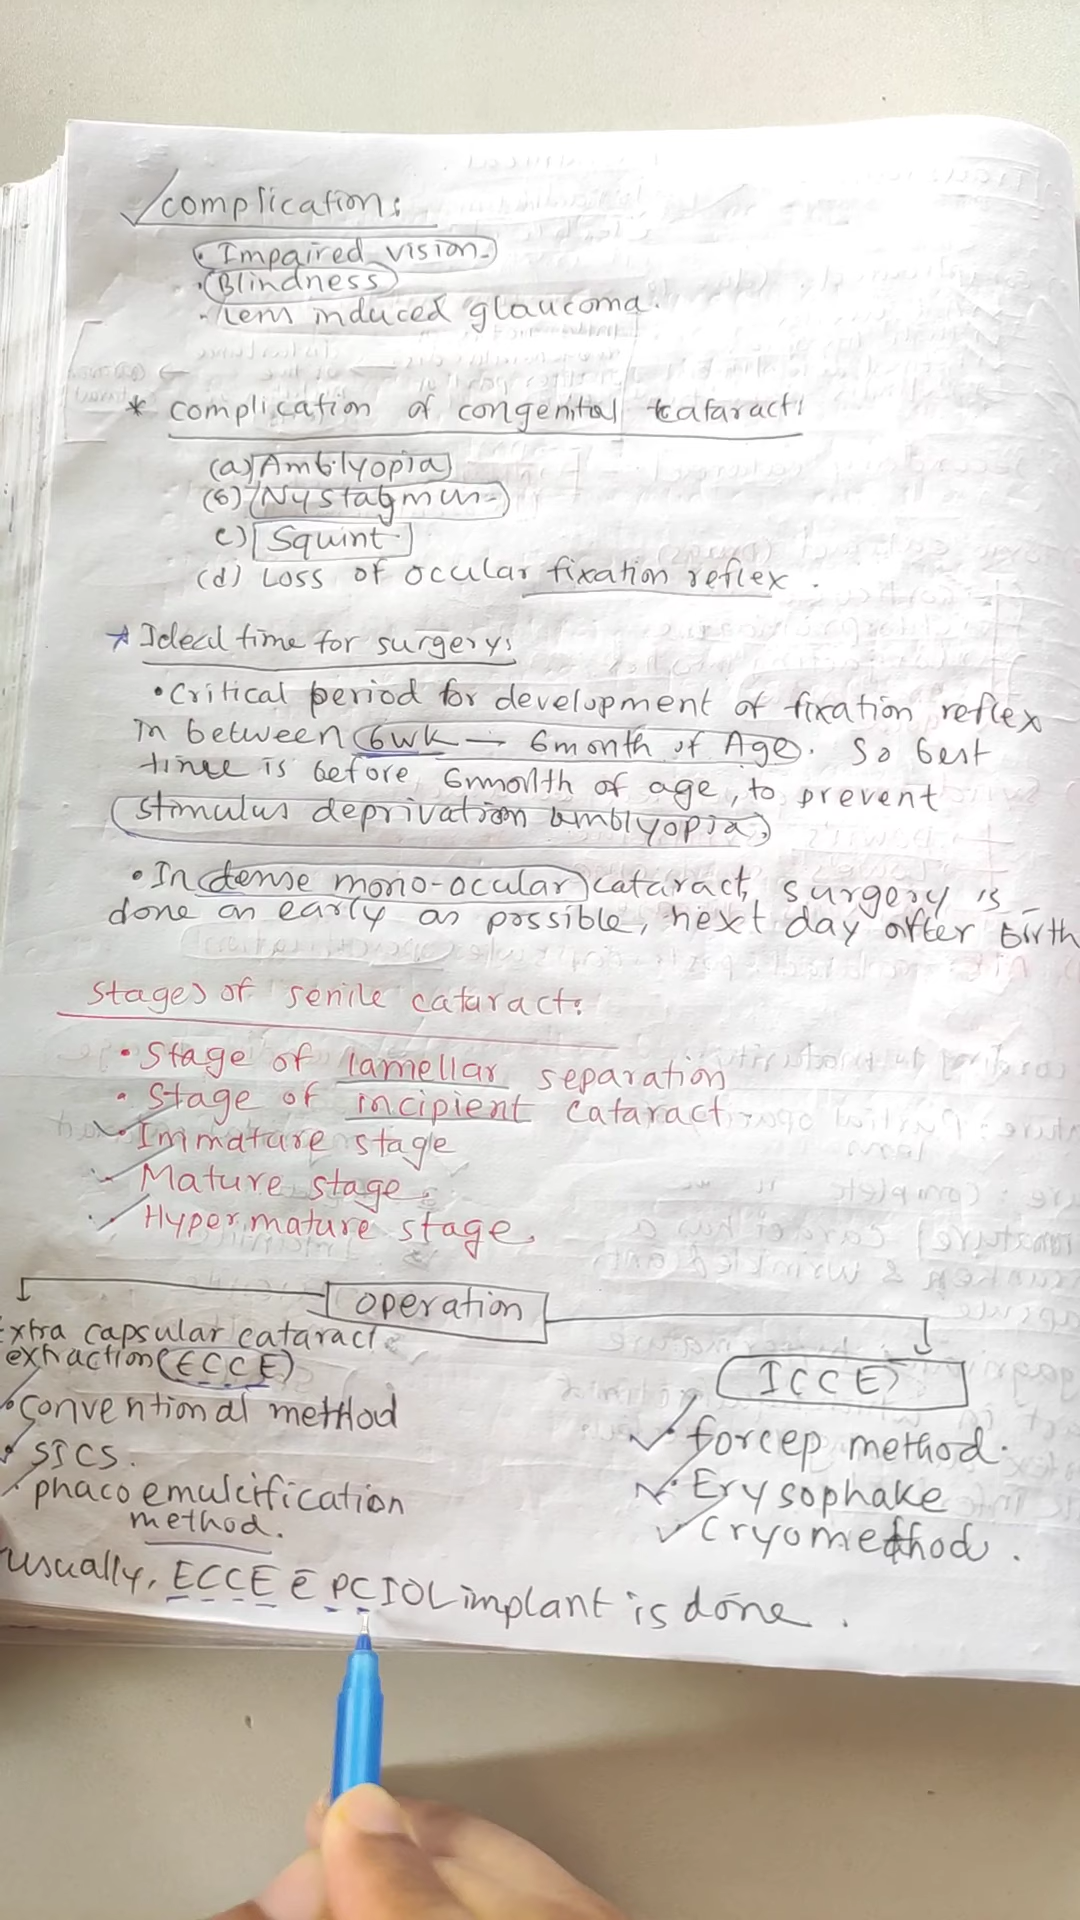 complication:
• Impaired vision.
• Blindness
• lens induced glaucoma.
* complication of congenital cataract:
(a) Amblyopia
(b) Nystagmus
c) Squint.
(d) Loss of ocular fixation reflex.
* Ideal time for surgery:
• Critical period for development of fixation reflex
in between 6wk → 6month of Age. So best
time is before 6month of age, to prevent
stimulus deprivation amblyopia.
• In dense mono-ocular cataract, surgery is
done as early as possible, next day after birth
Stages of senile cataract:
• Stage of lamellar separation
• Stage of incipient cataract
• Immature stage
Mature stage.
• Hypermature stage.
operation
Extra capsular cataract
extraction (ECCE)
• conventional method
• SICS.
• phacoemulcification
method.
ICCE
• forcep method.
• Erysophake
• cryomethod.
usually, ECCE c̄ PCIOL implant is done.